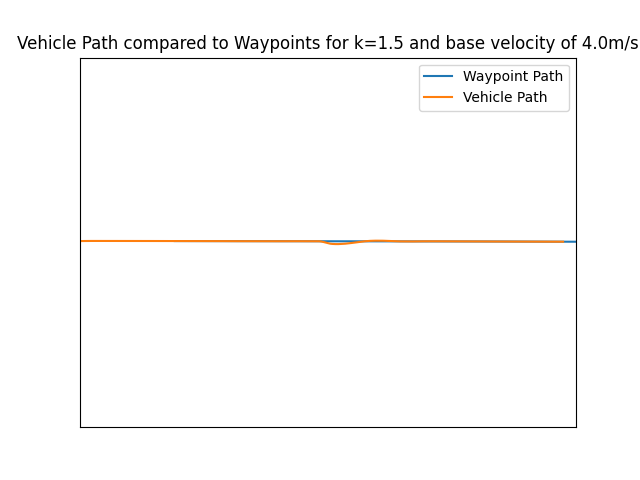 Vehicle Path compared to Waypoints for k=1.5 and base velocity of 4.0m/s
Waypoint Path
Vehicle Path